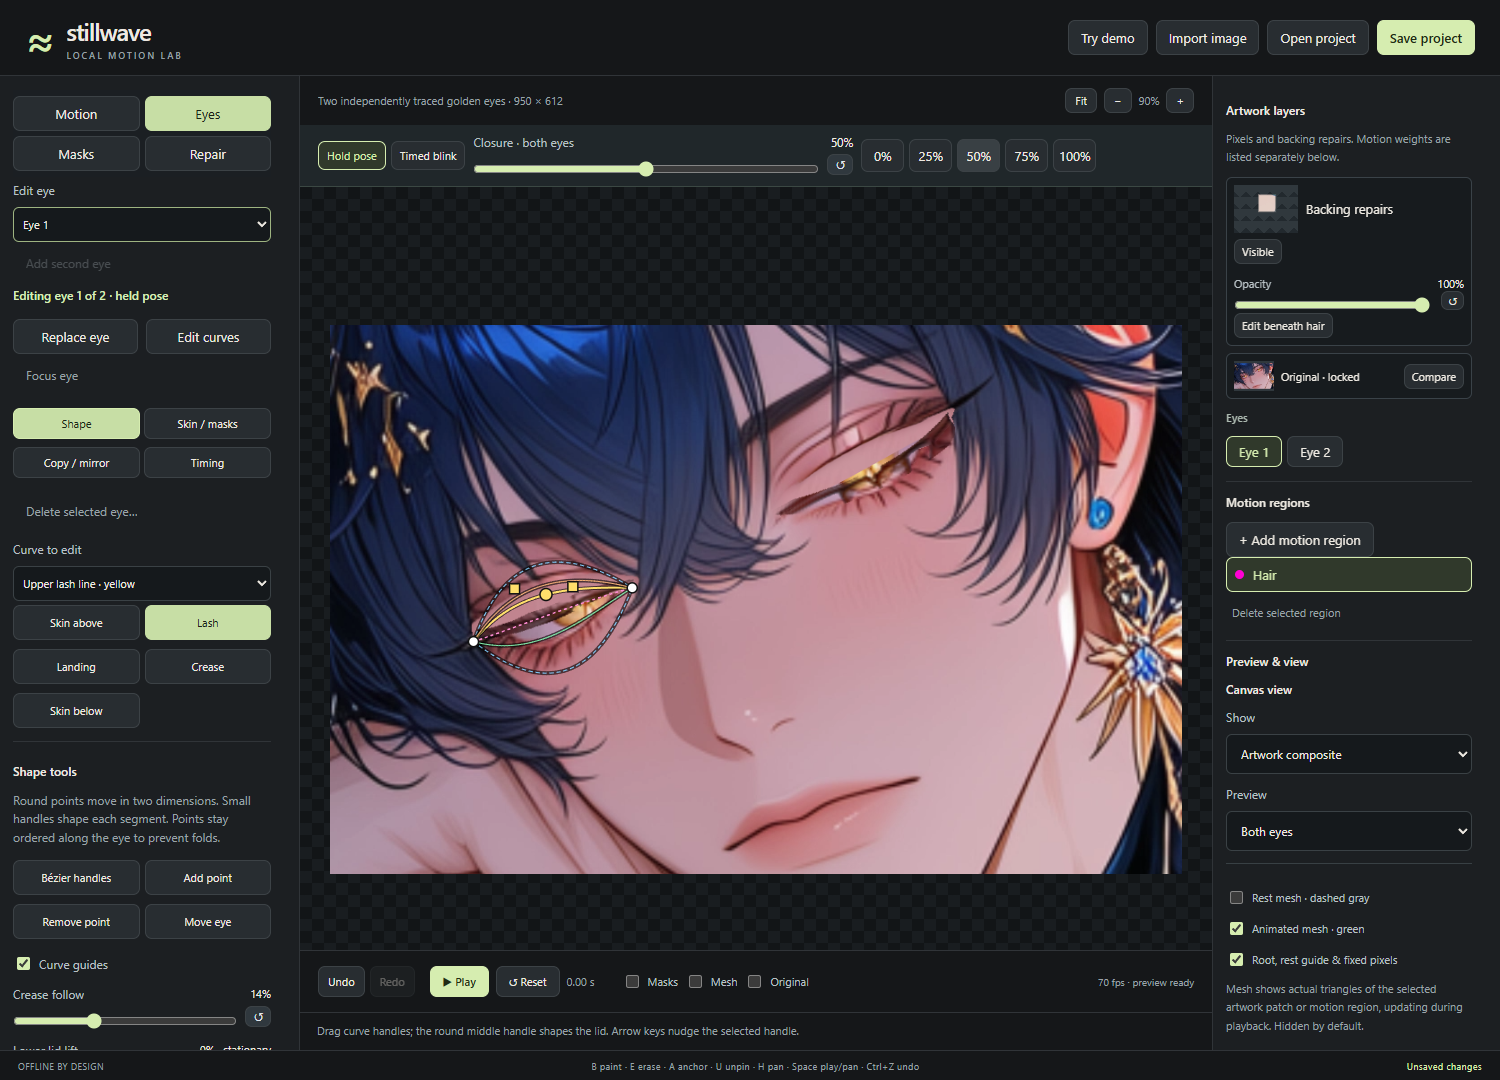 stillwave
LOCAL MOTION LAB
Try demo
Import image
Open project
Save project
Motion
Eyes
Masks
Repair
Edit eye
Eye 1
Add second eye
Editing eye 1 of 2 · held pose
Replace eye
Edit curves
Focus eye
Shape
Skin / masks
Copy / mirror
Timing
Delete selected eye...
Curve to edit
Upper lash line · yellow
Skin above
Lash
Landing
Crease
Skin below
Shape tools
Round points move in two dimensions. Small
handles shape each segment. Points stay
ordered along the eye to prevent folds.
Bézier handles
Add point
Remove point
Move eye
Curve guides
Crease follow
14%
Lower lid lift
0% · stationary
Two independently traced golden eyes · 950 × 612
Fit
−
90%
+
Hold pose
Timed blink
Closure · both eyes
50%
0%
25%
50%
75%
100%
Undo
Redo
Play
Reset
0.00 s
Masks
Mesh
Original
70 fps · preview ready
Drag curve handles; the round middle handle shapes the lid. Arrow keys nudge the selected handle.
Artwork layers
Pixels and backing repairs. Motion weights are
listed separately below.
Backing repairs
Visible
Opacity
100%
Edit beneath hair
Original · locked
Compare
Eyes
Eye 1
Eye 2
Motion regions
+ Add motion region
Hair
Delete selected region
Preview & view
Canvas view
Show
Artwork composite
Preview
Both eyes
Rest mesh · dashed gray
Animated mesh · green
Root, rest guide & fixed pixels
Mesh shows actual triangles of the selected
artwork patch or motion region, updating during
playback. Hidden by default.
OFFLINE BY DESIGN
B paint · E erase · A anchor · U unpin · H pan · Space play/pan · Ctrl+Z undo
Unsaved changes